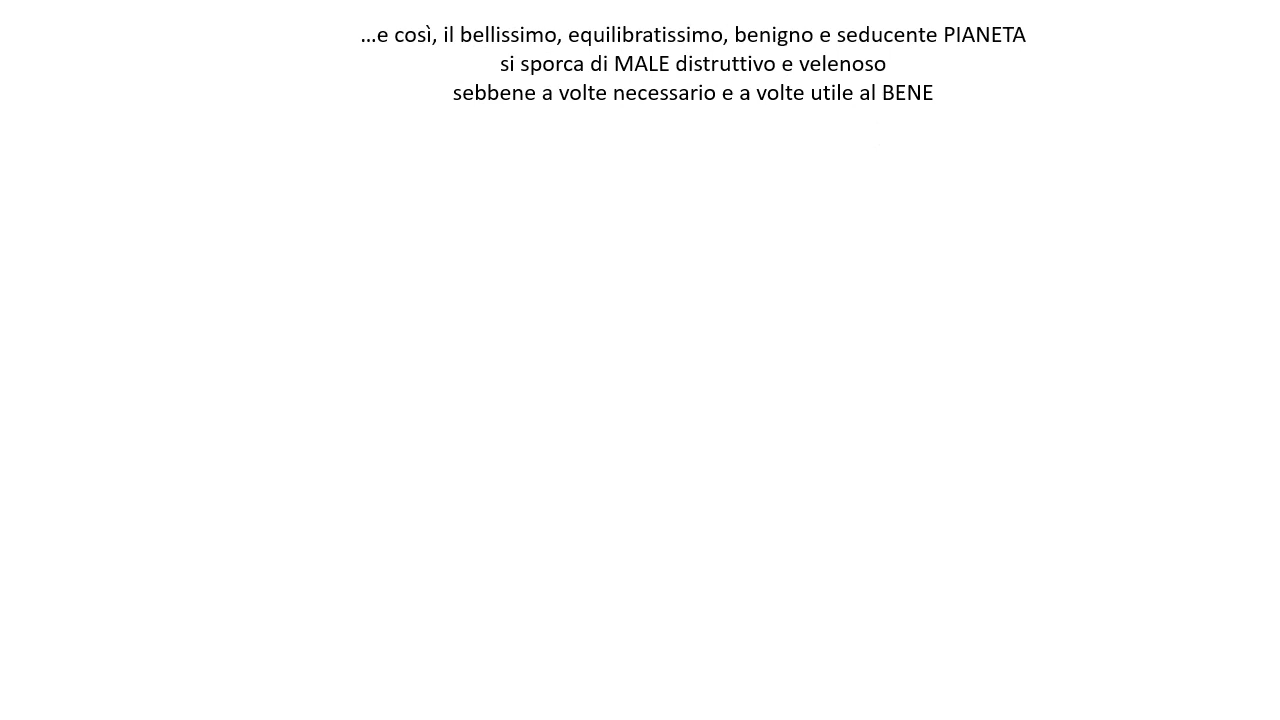 …e così, il bellissimo, equilibratissimo, benigno e seducente PIANETA
si sporca di MALE distruttivo e velenoso
sebbene a volte necessario e a volte utile al BENE